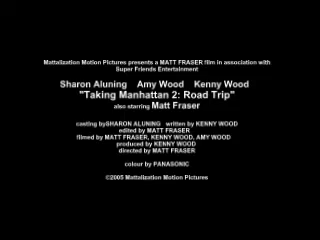 Mattalization Motion Pictures presents a MATT FRASER film in association with
Super Friends Entertainment
Sharon Aluning Amy Wood Kenny Wood
"Taking Manhattan 2: Road Trip"
also starring Matt Fraser
casting bySHARON ALUNING written by KENNY WOOD
edited by MATT FRASER
filmed by MATT FRASER, KENNY WOOD, AMY WOOD
produced by KENNY WOOD
directed by MATT FRASER
colour by PANASONIC
©2005 Mattalization Motion Pictures